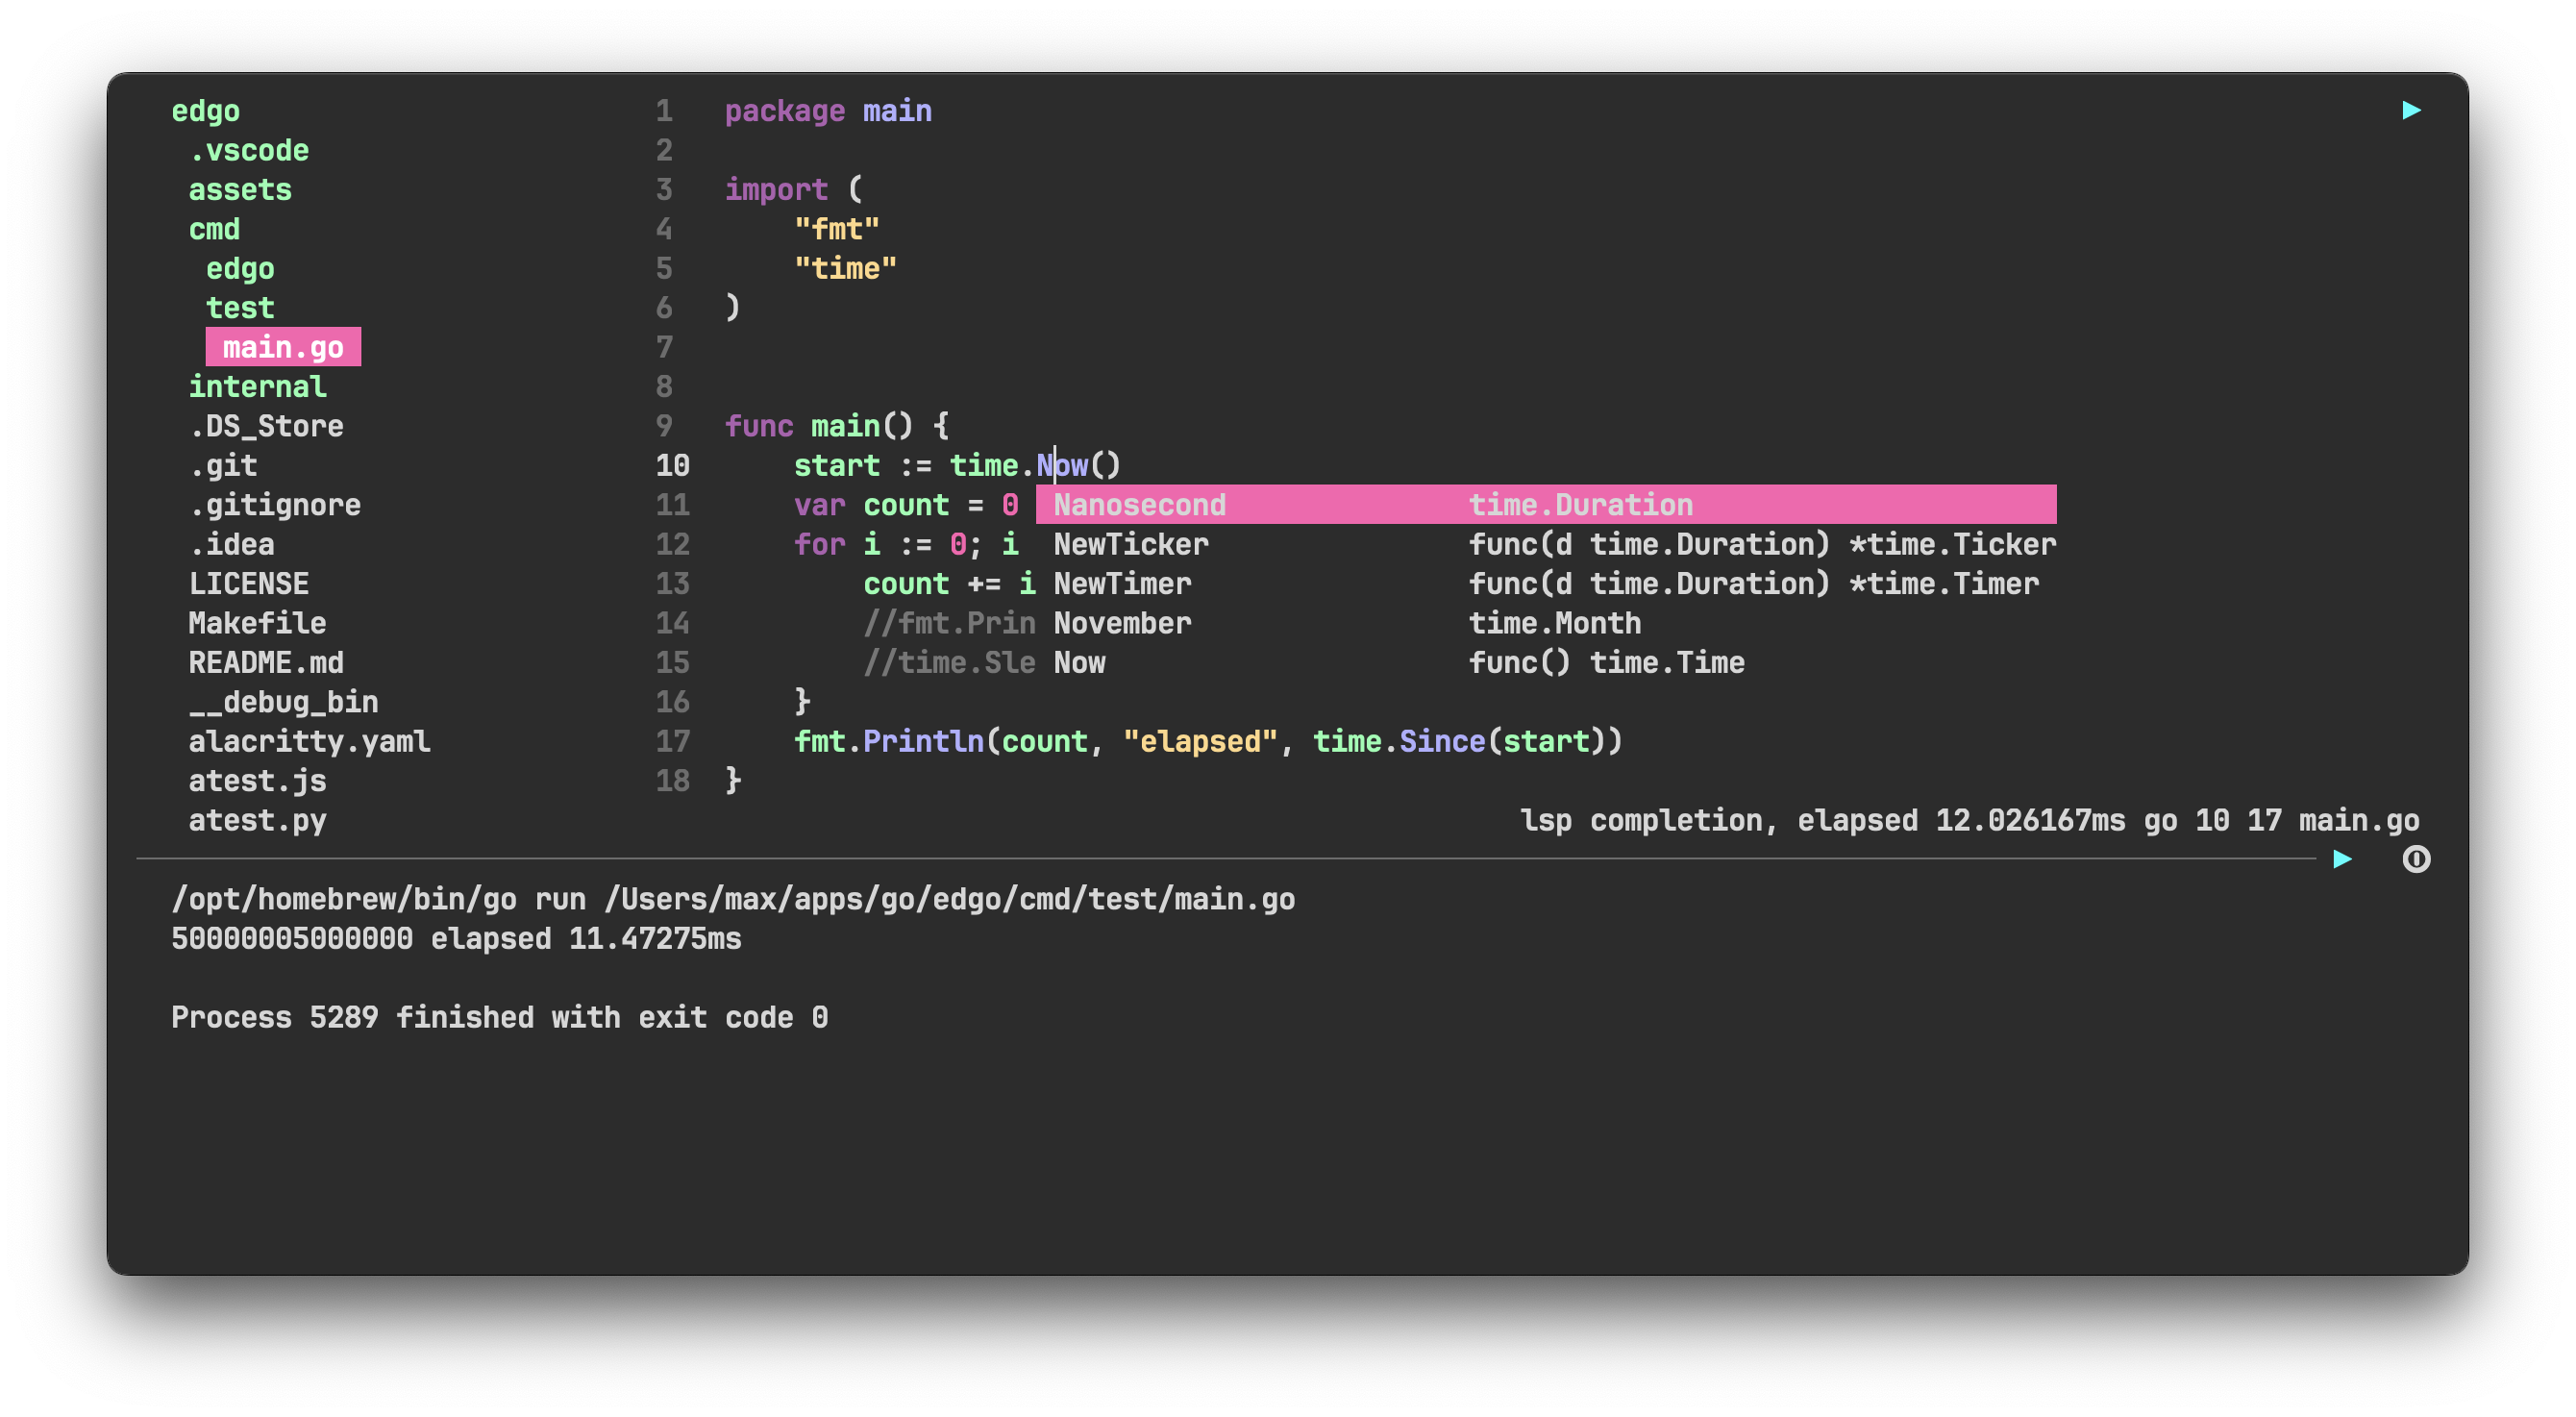 edgo
.vscode
assets
cmd
edgo
test
main.go
internal
.DS_Store
.git
.gitignore
.idea
LICENSE
Makefile
README.md
__debug_bin
alacritty.yaml
atest.js
atest.py
1 package main
2
3 import (
4 "fmt"
5 "time"
6 )
7
8
9 func main() {
10 start := time.Now()
11 var count = 0
12 for i := 0; i
13 count += i
14 //fmt.Prin
15 //time.Sle
16 }
17 fmt.Println(count, "elapsed", time.Since(start))
18 }
Nanosecond time.Duration
NewTicker func(d time.Duration) *time.Ticker
NewTimer func(d time.Duration) *time.Timer
November time.Month
Now func() time.Time
lsp completion, elapsed 12.026167ms go 10 17 main.go
/opt/homebrew/bin/go run /Users/max/apps/go/edgo/cmd/test/main.go
50000005000000 elapsed 11.47275ms
Process 5289 finished with exit code 0